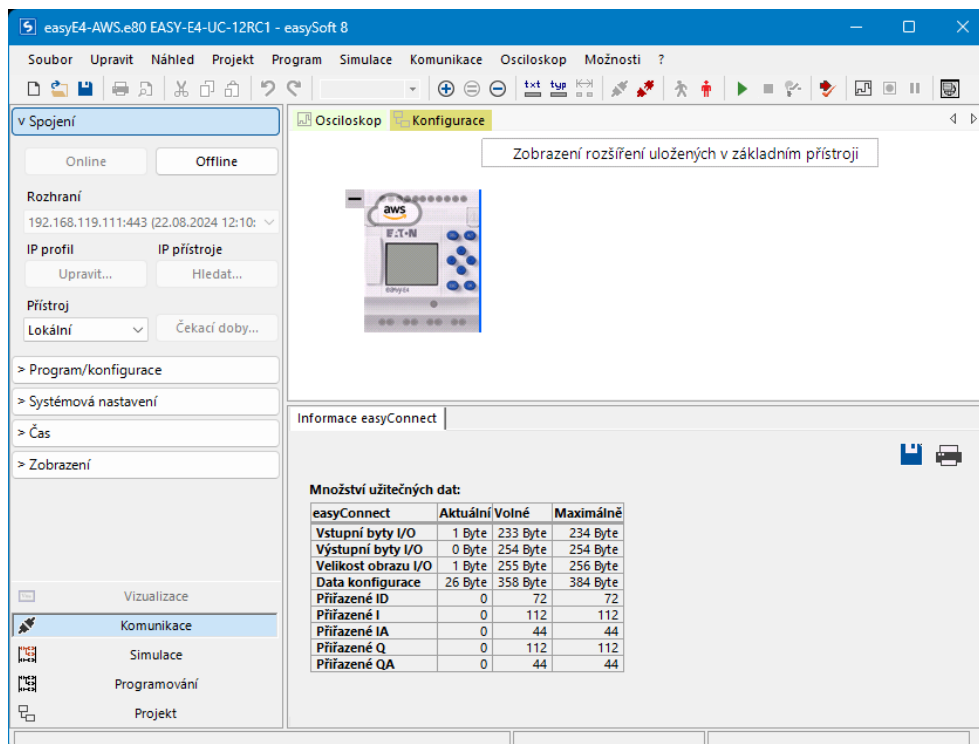 easyE4-AWS.e80 EASY-E4-UC-12RC1 - easySoft 8
Soubor Upravit Náhled Projekt Program Simulace Komunikace Osciloskop Možnosti ?
txt typ
v Spojení
Online Offline
Rozhraní
192.168.119.111:443 (22.08.2024 12:10:
IP profil IP přístroje
Upravit... Hledat...
Přístroj
Lokální Čekací doby...
> Program/konfigurace
> Systémová nastavení
> Čas
> Zobrazení
Vizualizace
Komunikace
Simulace
Programování
Projekt
Osciloskop Konfigurace
Zobrazení rozšíření uložených v základním přístroji
aws
E·T·N
Informace easyConnect
Množství užitečných dat:
easyConnect Aktuální Volné Maximálně
Vstupní byty I/O 1 Byte 233 Byte 234 Byte
Výstupní byty I/O 0 Byte 254 Byte 254 Byte
Velikost obrazu I/O 1 Byte 255 Byte 256 Byte
Data konfigurace 26 Byte 358 Byte 384 Byte
Přiřazené ID 0 72 72
Přiřazené I 0 112 112
Přiřazené IA 0 44 44
Přiřazené Q 0 112 112
Přiřazené QA 0 44 44